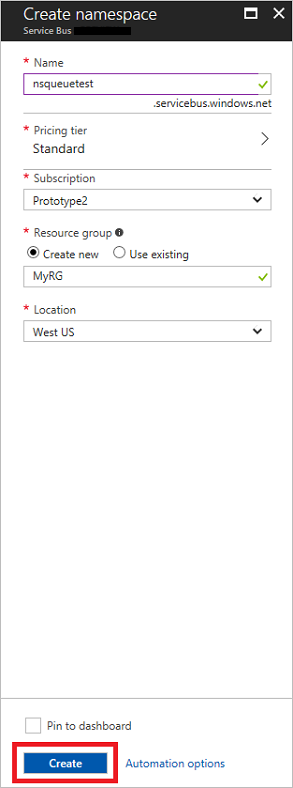 Create namespace
Service Bus
* Name
nsqueuetest
.servicebus.windows.net
* Pricing tier
Standard
* Subscription
Prototype2
* Resource group
Create new Use existing
MyRG
* Location
West US
Pin to dashboard
Create Automation options